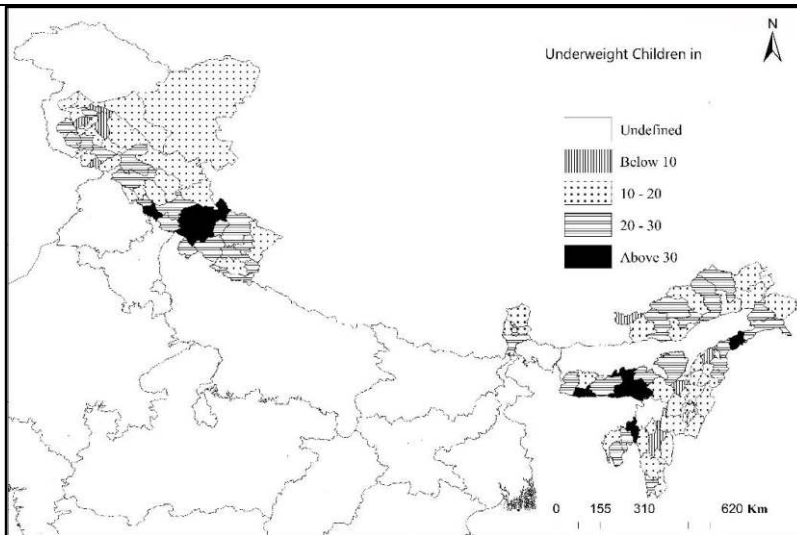 N
Underweight Children in
Undefined
Below 10
10 - 20
20 - 30
Above 30
0 155 310 620 Km